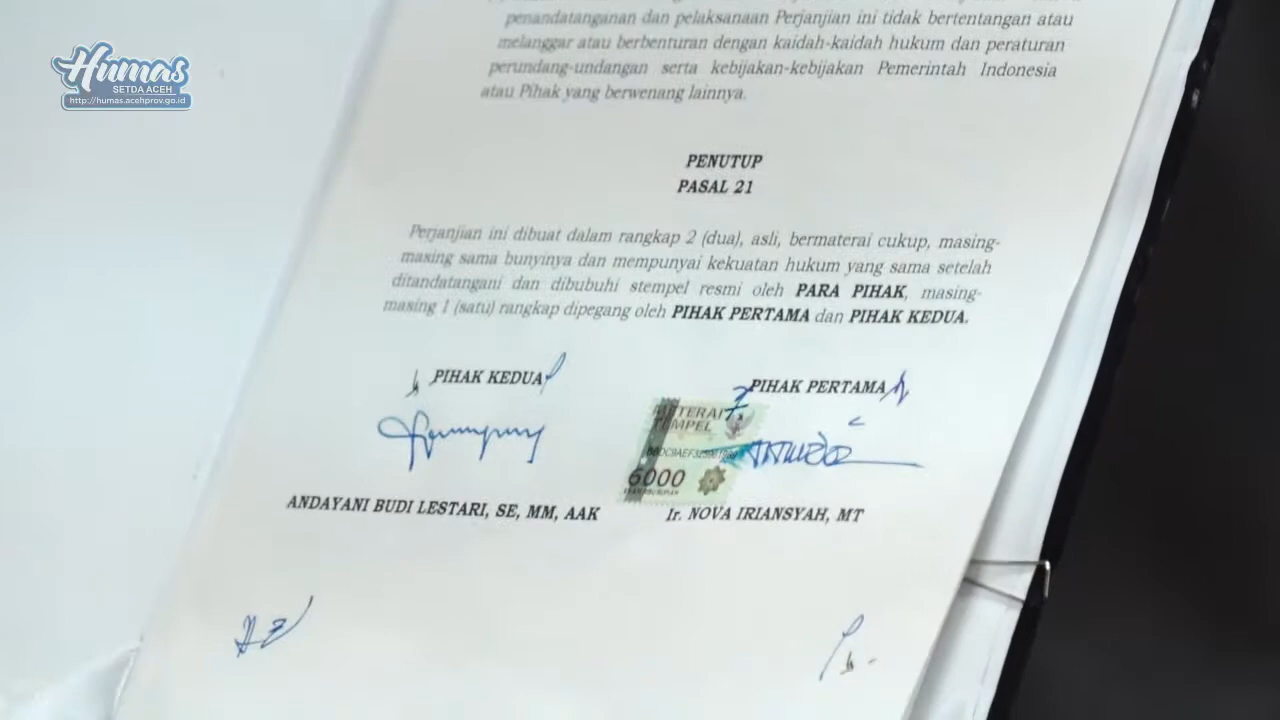 Humas
SETDA ACEH
http://humas.acehprov.go.id
penandatanganan dan pelaksanaan Perjanjian ini tidak bertentangan atau
melanggar atau berbenturan dengan kaidah-kaidah hukum dan peraturan
perundang-undangan serta kebijakan-kebijakan Pemerintah Indonesia
atau Pihak yang berwenang lainnya.
PENUTUP
PASAL 21
Perjanjian ini dibuat dalam rangkap 2 (dua), asli, bermaterai cukup, masing-
masing sama bunyinya dan mempunyai kekuatan hukum yang sama setelah
ditandatangani dan dibubuhi stempel resmi oleh PARA PIHAK, masing-
masing 1 (satu) rangkap dipegang oleh PIHAK PERTAMA dan PIHAK KEDUA.
PIHAK KEDUA
PIHAK PERTAMA
METERAI
TEMPEL
6000
ANDAYANI BUDI LESTARI, SE, MM, AAK
Ir. NOVA IRIANSYAH, MT